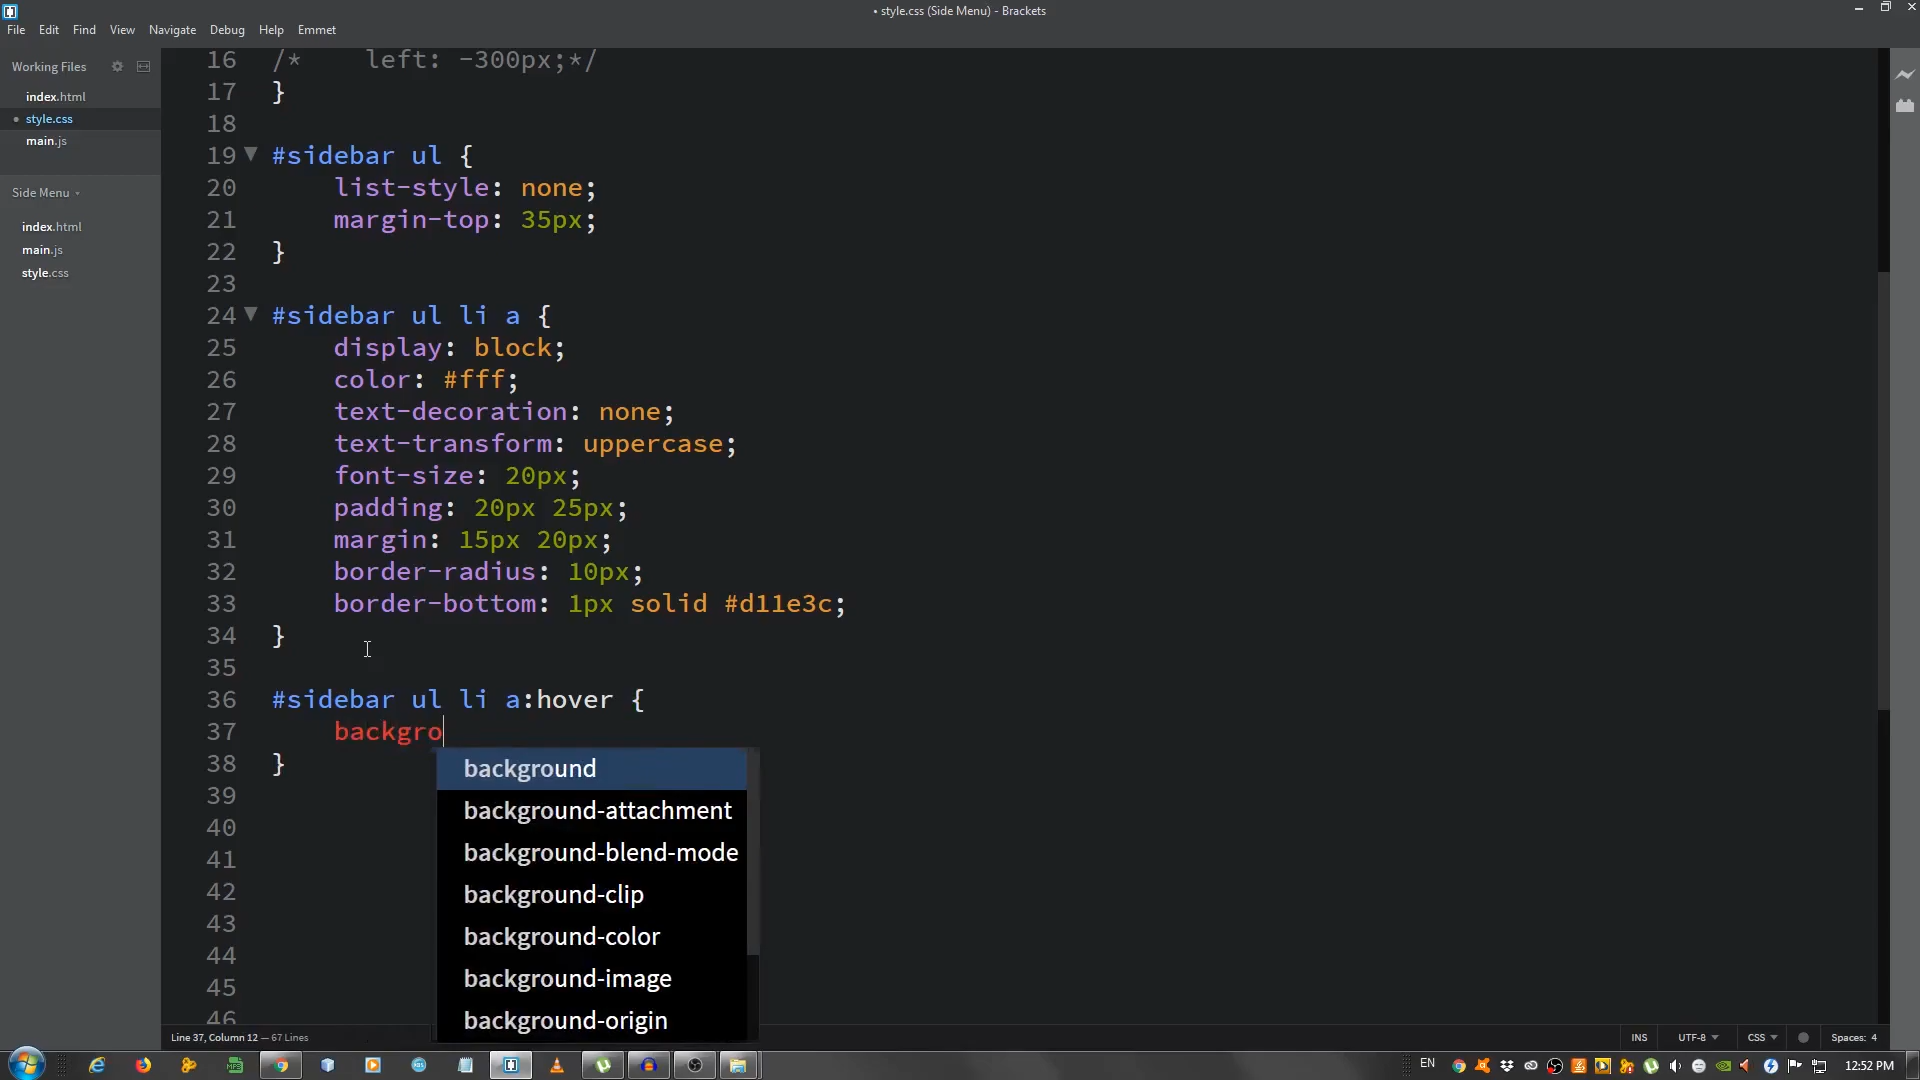 • style.css (Side Menu) - Brackets
File Edit Find View Navigate Debug Help Emmet
Working Files
index.html
• style.css
main.js
Side Menu
index.html
main.js
style.css
16 /*    left: -300px;*/
17 }
18
19 #sidebar ul {
20     list-style: none;
21     margin-top: 35px;
22 }
23
24 #sidebar ul li a {
25     display: block;
26     color: #fff;
27     text-decoration: none;
28     text-transform: uppercase;
29     font-size: 20px;
30     padding: 20px 25px;
31     margin: 15px 20px;
32     border-radius: 10px;
33     border-bottom: 1px solid #d11e3c;
34 }
35
36 #sidebar ul li a:hover {
37     backgro
38 }
background
39
background-attachment
40
background-blend-mode
41
background-clip
42
background-color
43
background-image
44
background-origin
45
46
Line 37, Column 12 — 67 Lines
INS UTF-8 CSS Spaces: 4
EN 12:52 PM